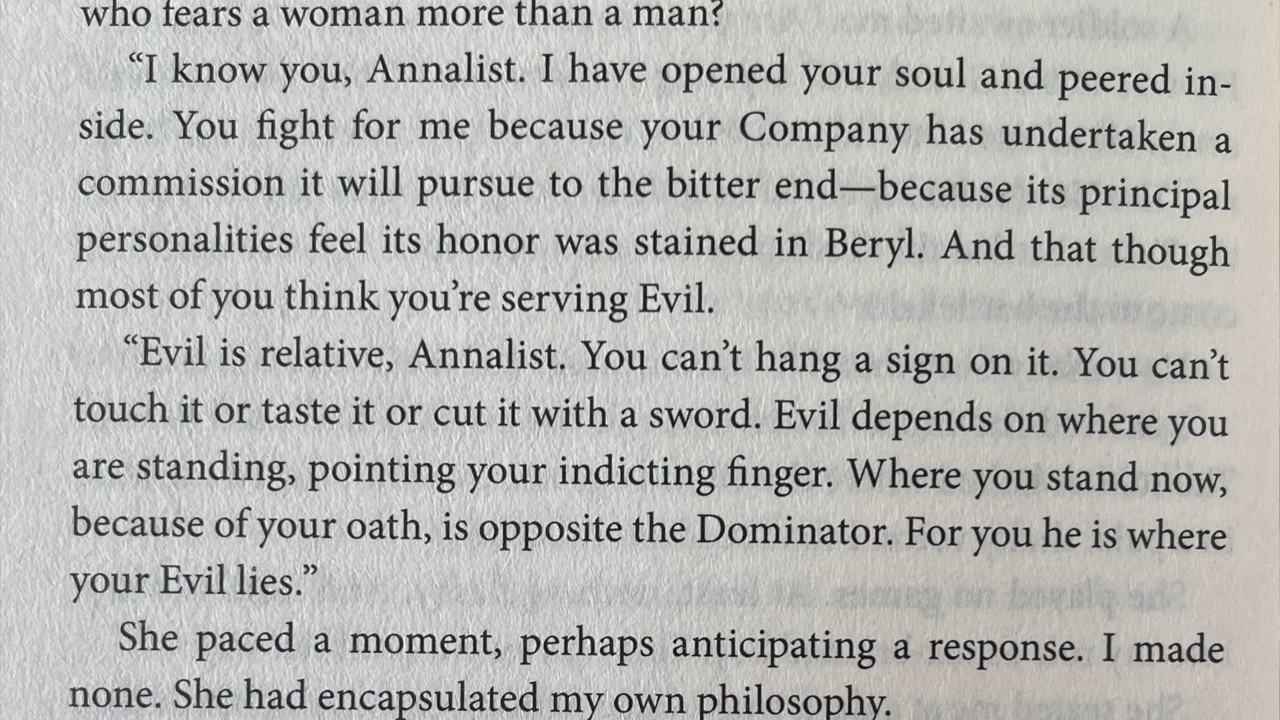 who fears a woman more than a man?
“I know you, Annalist. I have opened your soul and peered in-
side. You fight for me because your Company has undertaken a
commission it will pursue to the bitter end—because its principal
personalities feel its honor was stained in Beryl. And that though
most of you think you’re serving Evil.
“Evil is relative, Annalist. You can’t hang a sign on it. You can’t
touch it or taste it or cut it with a sword. Evil depends on where you
are standing, pointing your indicting finger. Where you stand now,
because of your oath, is opposite the Dominator. For you he is where
your Evil lies.”
She paced a moment, perhaps anticipating a response. I made
none. She had encapsulated my own philosophy.